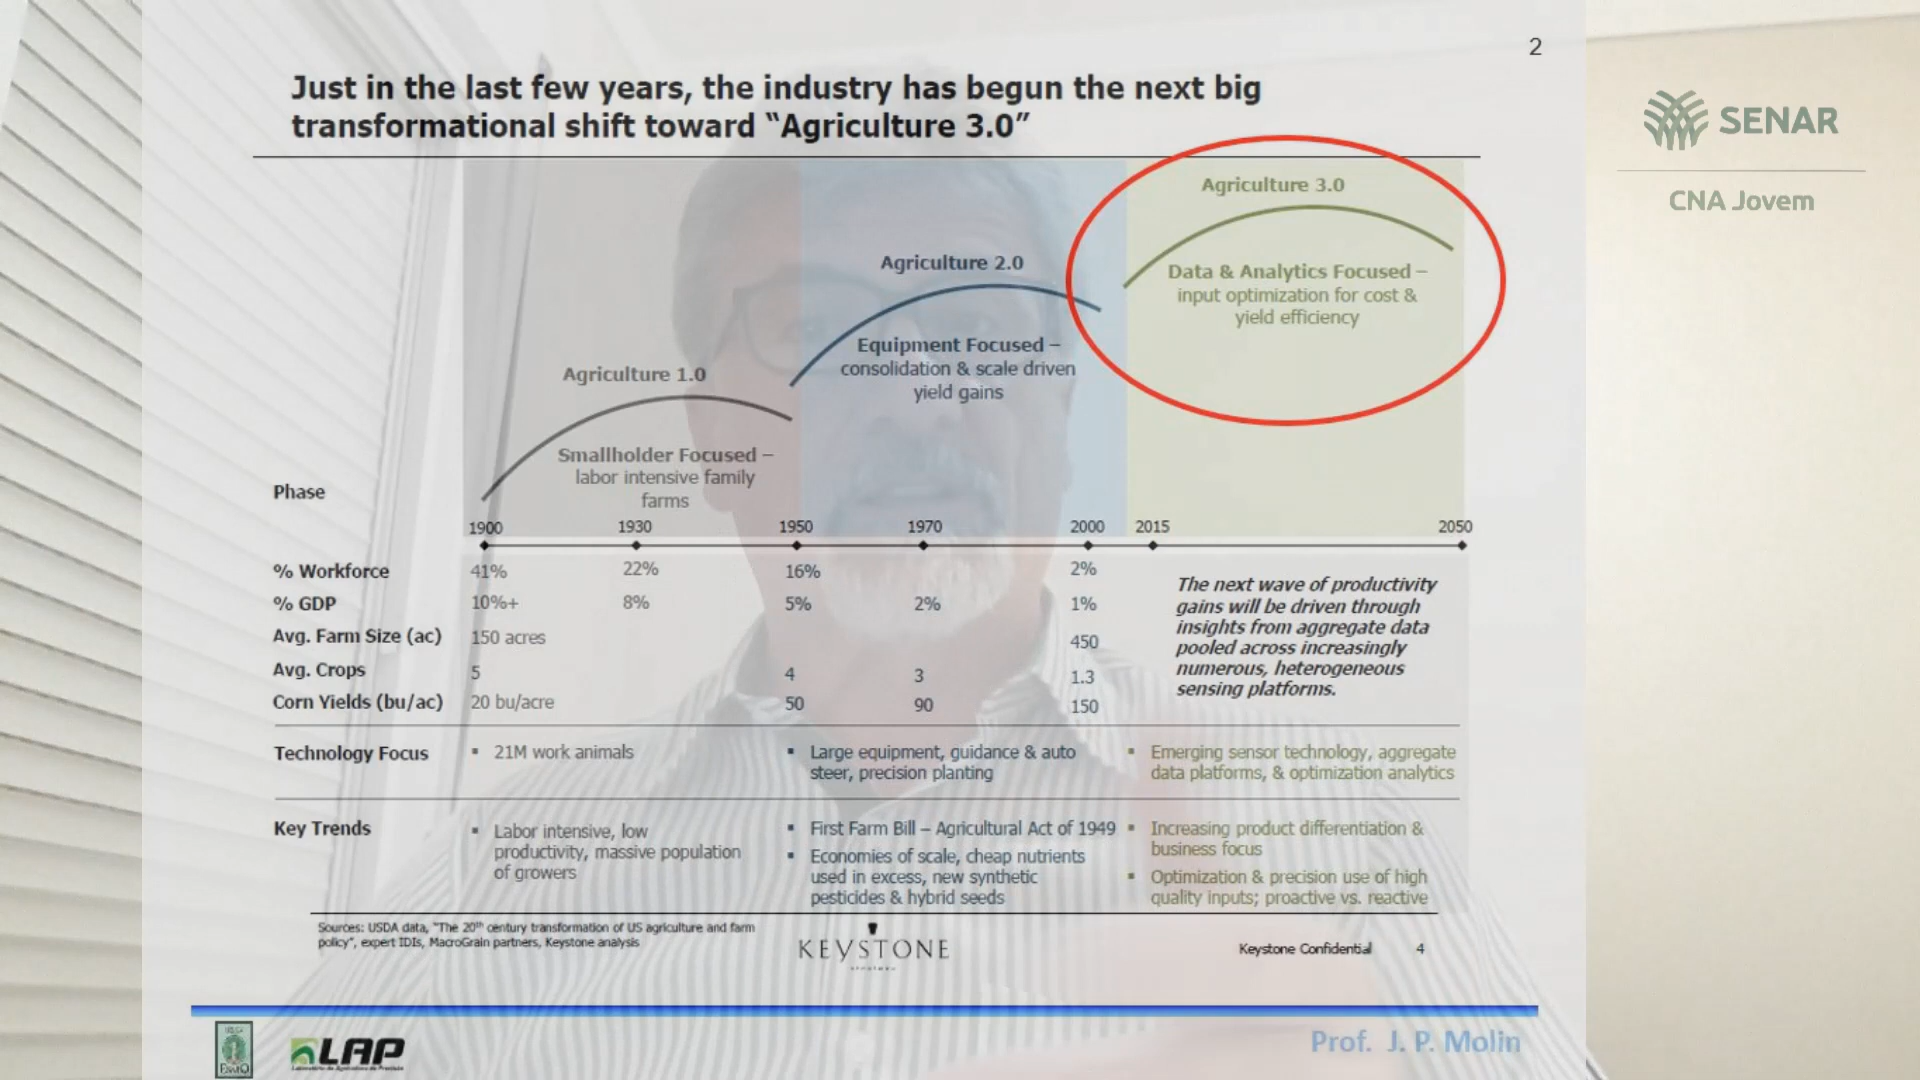 2
Just in the last few years, the industry has begun the next big
transformational shift toward “Agriculture 3.0”
SENAR
CNA Jovem
Agriculture 3.0
Data & Analytics Focused –
input optimization for cost &
yield efficiency
Agriculture 2.0
Equipment Focused –
consolidation & scale driven
yield gains
Agriculture 1.0
Smallholder Focused –
labor intensive family
farms
Phase
1900 1930 1950 1970 2000 2015 2050
% Workforce 41% 22% 16% 2%
% GDP 10%+ 8% 5% 2% 1%
Avg. Farm Size (ac) 150 acres 450
Avg. Crops 5 4 3 1.3
Corn Yields (bu/ac) 20 bu/acre 50 90 150
The next wave of productivity
gains will be driven through
insights from aggregate data
pooled across increasingly
numerous, heterogeneous
sensing platforms.
Technology Focus
▪ 21M work animals
▪ Large equipment, guidance & auto
steer, precision planting
▪ Emerging sensor technology, aggregate
data platforms, & optimization analytics
Key Trends
▪ Labor intensive, low
productivity, massive population
of growers
▪ First Farm Bill – Agricultural Act of 1949
▪ Economies of scale, cheap nutrients
used in excess, new synthetic
pesticides & hybrid seeds
▪ Increasing product differentiation &
business focus
▪ Optimization & precision use of high
quality inputs; proactive vs. reactive
Sources: USDA data, “The 20th century transformation of US agriculture and farm
policy”, expert IDIs, MacroGrain partners, Keystone analysis
KEYSTONE
Keystone Confidential 4
LAP
Laboratório de Agricultura de Precisão
Prof. J. P. Molin